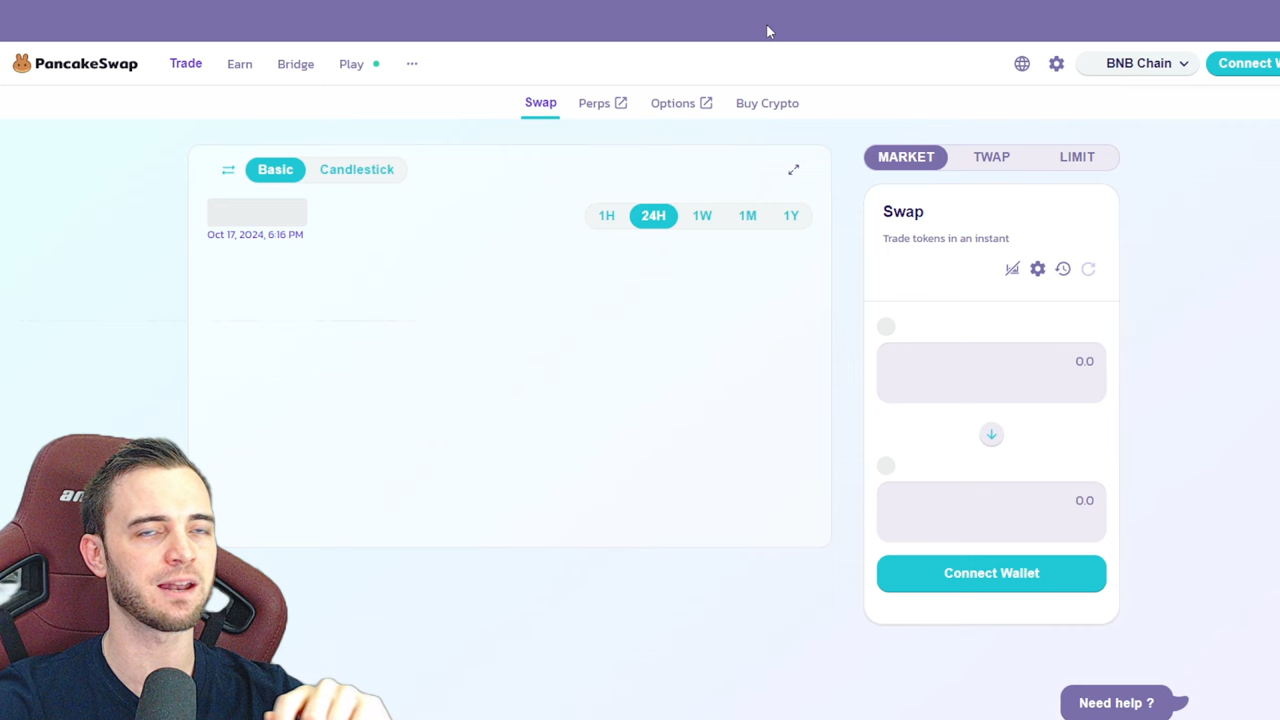 PancakeSwap
Trade
Earn
Bridge
Play
BNB Chain
Connect W
Swap
Perps
Options
Buy Crypto
Basic
Candlestick
Oct 17, 2024, 6:16 PM
1H
24H
1W
1M
1Y
MARKET
TWAP
LIMIT
Swap
Trade tokens in an instant
0.0
0.0
Connect Wallet
Need help ?